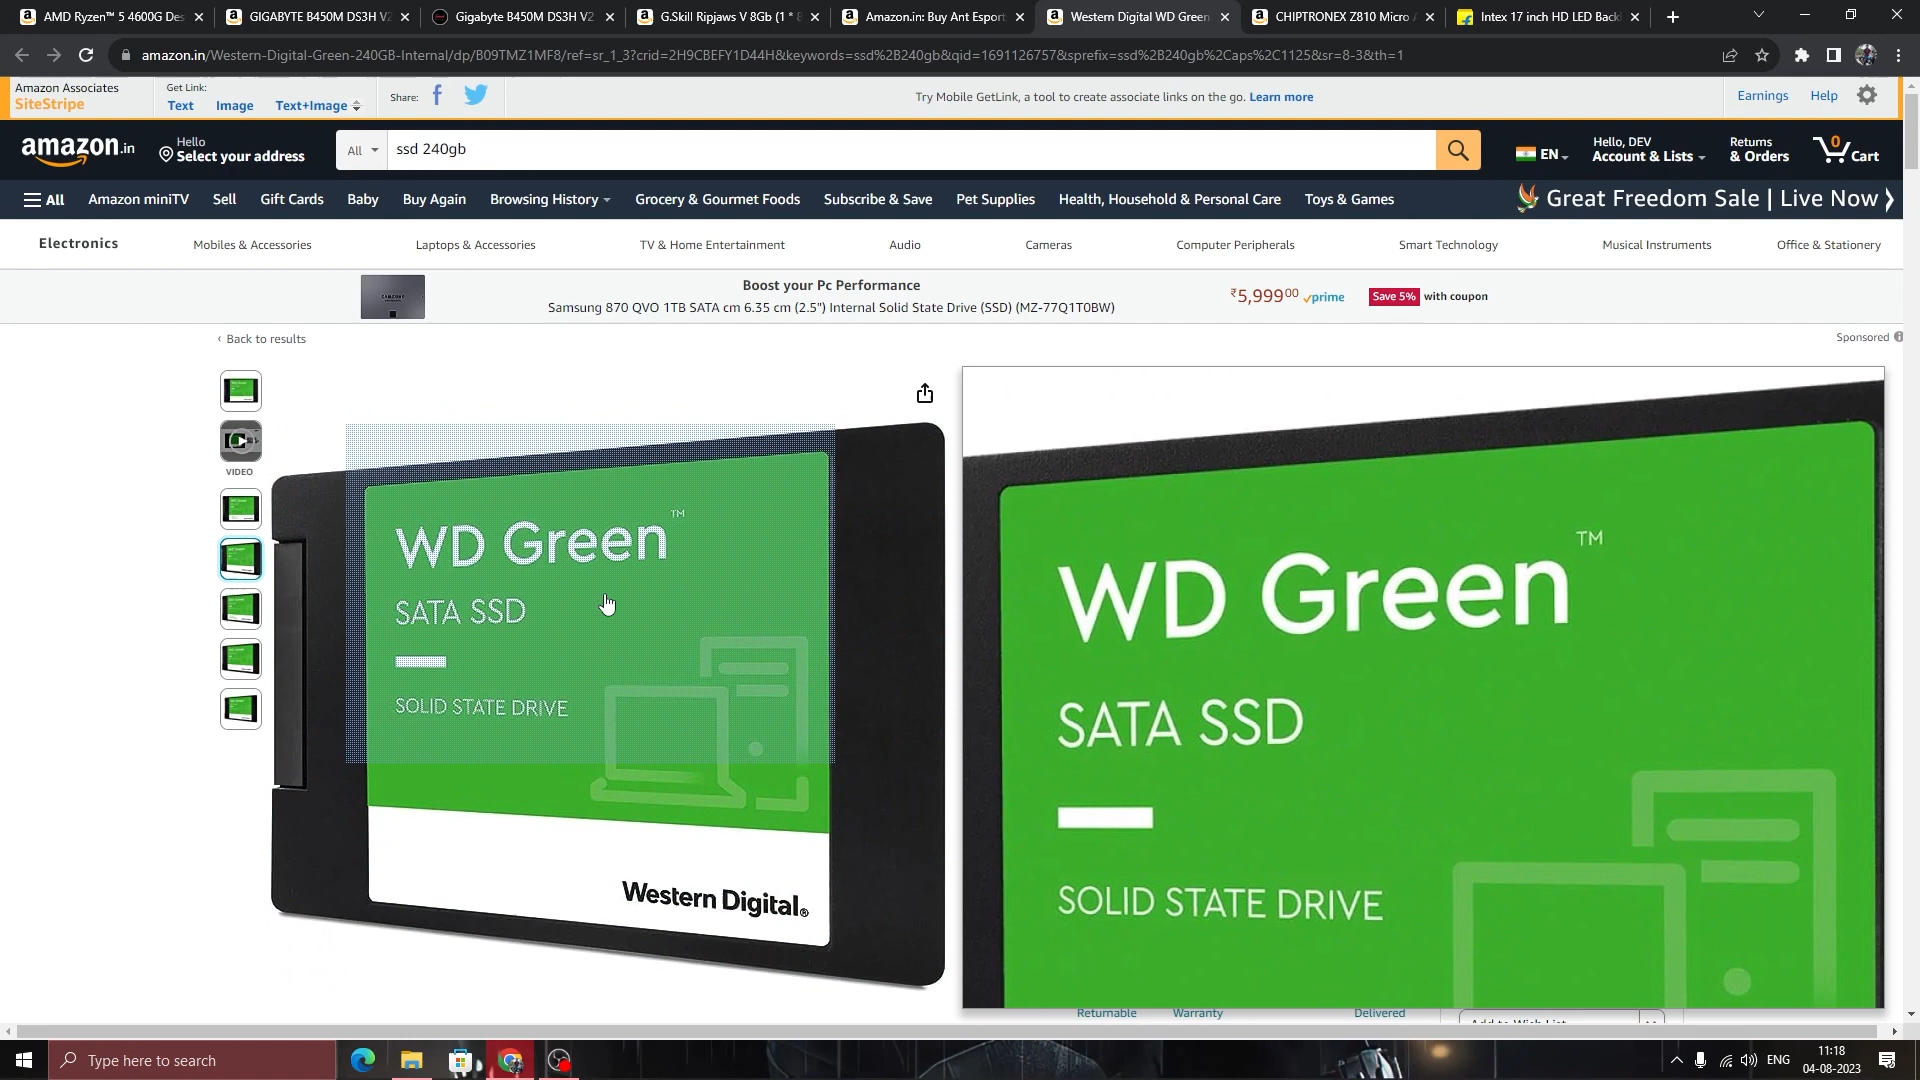 AMD Ryzen™ 5 4600G Des
GIGABYTE B450M DS3H V2
Gigabyte B450M DS3H V2
G.Skill Ripjaws V 8Gb (1 * 8
Amazon.in: Buy Ant Esport
Western Digital WD Green
CHIPTRONEX Z810 Micro A
Intex 17 inch HD LED Back
amazon.in/Western-Digital-Green-240GB-Internal/dp/B09TMZ1MF8/ref=sr_1_3?crid=2H9CBEFY1D44H&keywords=ssd%2B240gb&qid=1691126757&sprefix=ssd%2B240gb%2Caps%2C1125&sr=8-3&th=1
Amazon Associates
SiteStripe
Get Link:
Text
Image
Text+Image
Share:
Try Mobile GetLink, a tool to create associate links on the go. Learn more
Earnings
Help
amazon.in
Hello
Select your address
All
ssd 240gb
EN
Hello, DEV
Account & Lists
Returns
& Orders
0
Cart
All
Amazon miniTV
Sell
Gift Cards
Baby
Buy Again
Browsing History
Grocery & Gourmet Foods
Subscribe & Save
Pet Supplies
Health, Household & Personal Care
Toys & Games
Great Freedom Sale | Live Now
Electronics
Mobiles & Accessories
Laptops & Accessories
TV & Home Entertainment
Audio
Cameras
Computer Peripherals
Smart Technology
Musical Instruments
Office & Stationery
SAMSUNG
Boost your Pc Performance
Samsung 870 QVO 1TB SATA cm 6.35 cm (2.5") Internal Solid State Drive (SSD) (MZ-77Q1T0BW)
₹5,999⁰⁰ prime
Save 5% with coupon
‹ Back to results
Sponsored
VIDEO
WD Green™
SATA SSD
SOLID STATE DRIVE
Western Digital®
WD Green™
SATA SSD
SOLID STATE DRIVE
Returnable
Warranty
Delivered
Add to Wish List
Type here to search
ENG
11:18
04-08-2023